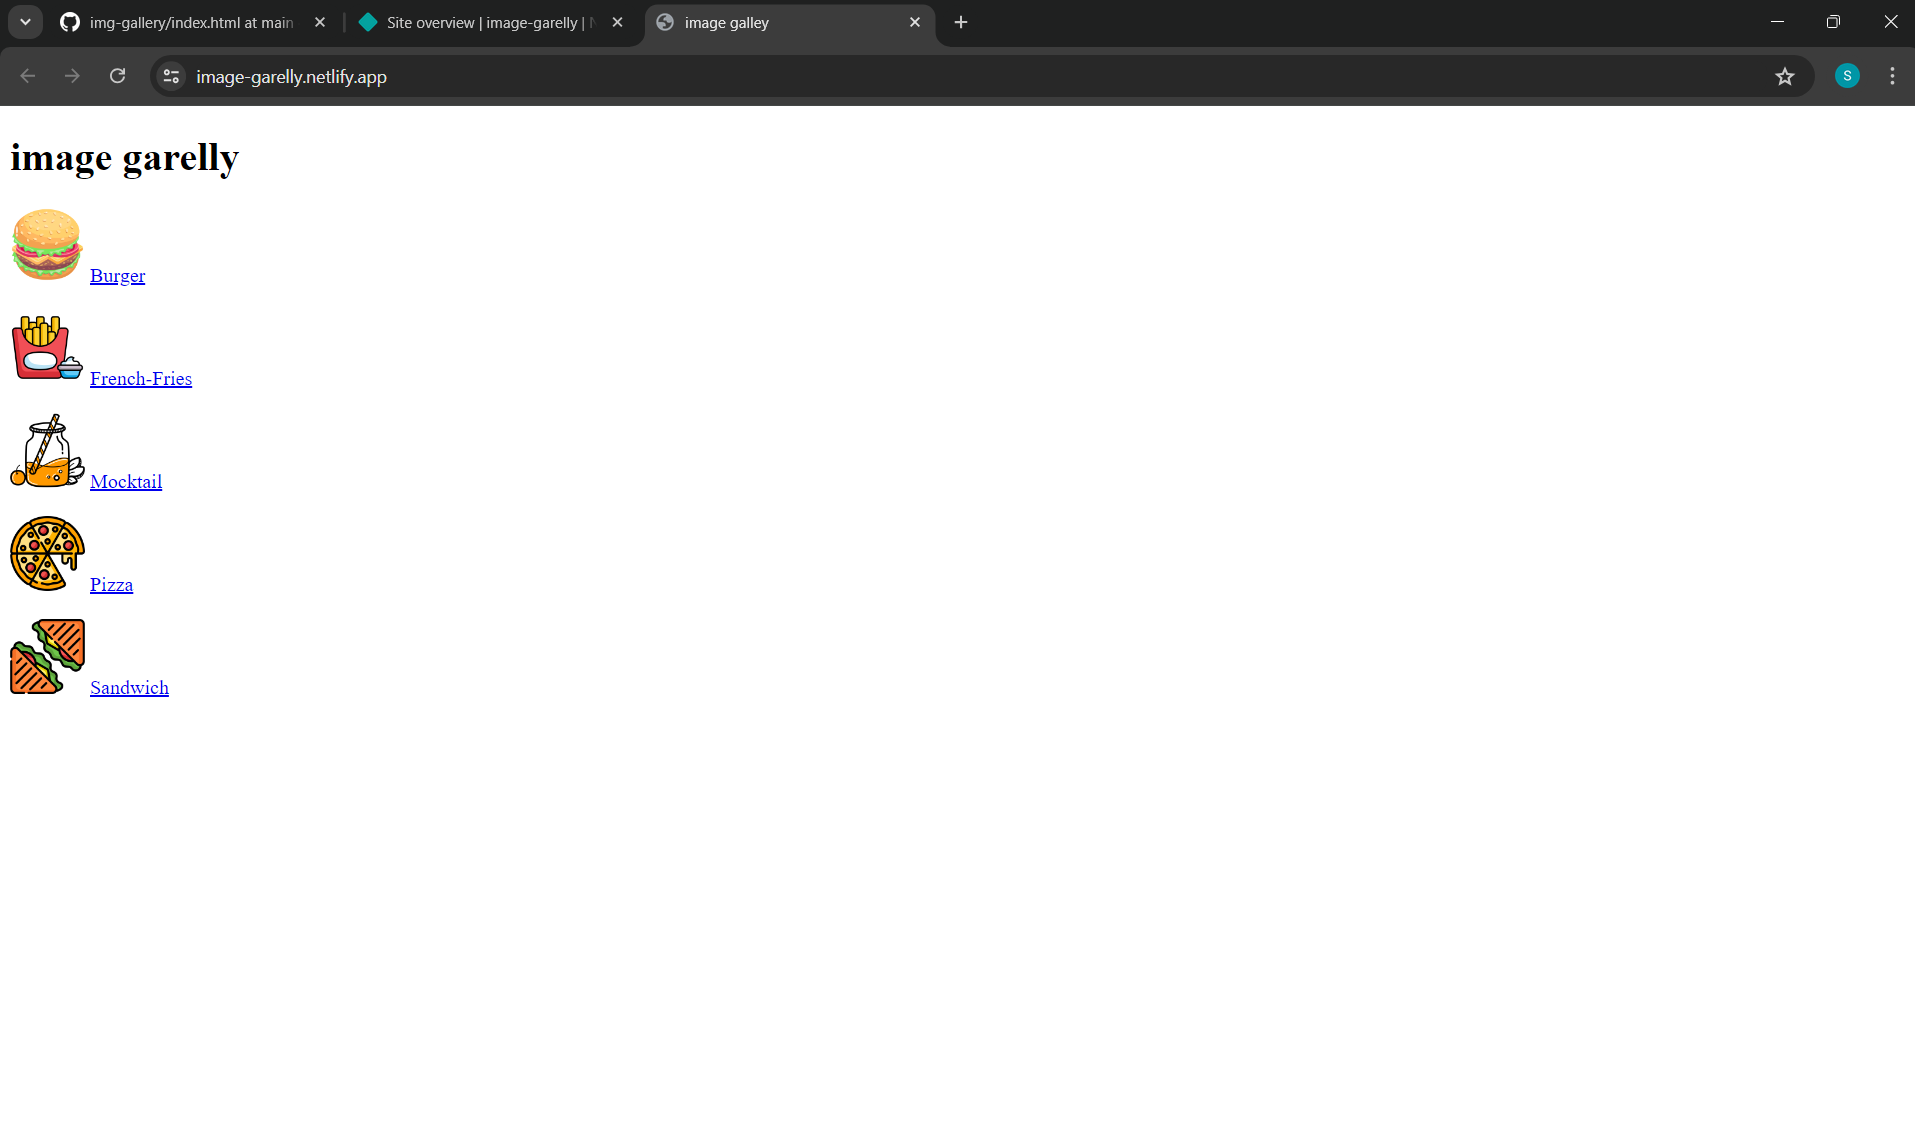 img-gallery/index.html at main
Site overview | image-garelly |
image galley
image-garelly.netlify.app
S
image garelly
Burger
French-Fries
Mocktail
Pizza
Sandwich